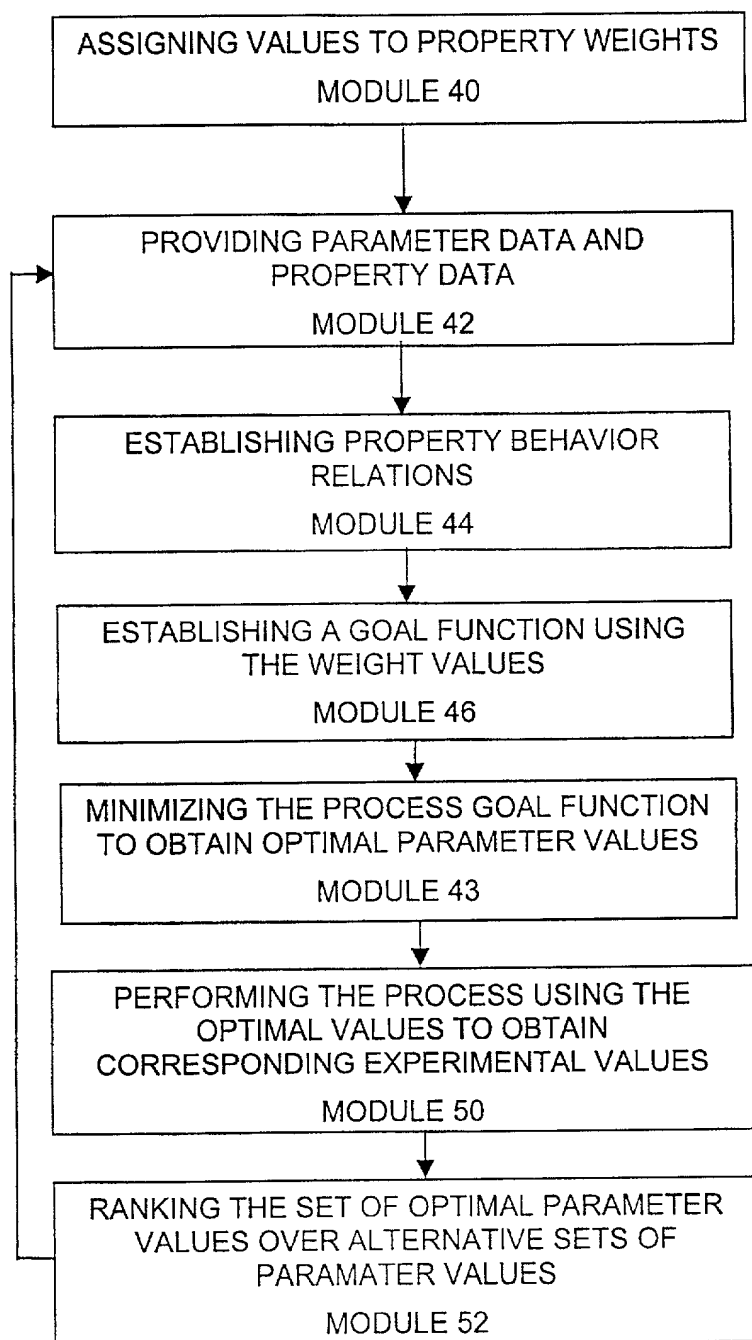 ASSIGNING VALUES TO PROPERTY WEIGHTS
MODULE 40
PROVIDING PARAMETER DATA AND
PROPERTY DATA
MODULE 42
ESTABLISHING PROPERTY BEHAVIOR
RELATIONS
MODULE 44
ESTABLISHING A GOAL FUNCTION USING
THE WEIGHT VALUES
MODULE 46
MINIMIZING THE PROCESS GOAL FUNCTION
TO OBTAIN OPTIMAL PARAMETER VALUES
MODULE 43
PERFORMING THE PROCESS USING THE
OPTIMAL VALUES TO OBTAIN
CORRESPONDING EXPERIMENTAL VALUES
MODULE 50
RANKING THE SET OF OPTIMAL PARAMETER
VALUES OVER ALTERNATIVE SETS OF
PARAMATER VALUES
MODULE 52